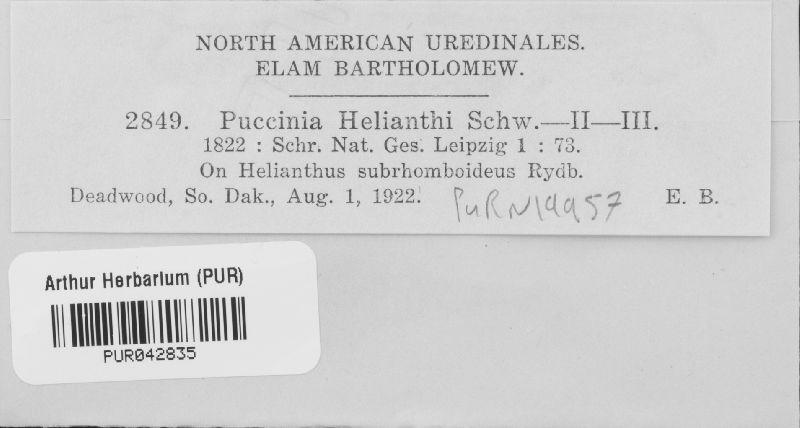 NORTH AMERICAN UREDINALES.
ELAM BARTHOLOMEW.
2849. Puccinia Helianthi Schw.—II—III.
1822 : Schr. Nat. Ges. Leipzig 1 : 73.
On Helianthus subrhomboideus Rydb.
Deadwood, So. Dak., Aug. 1, 1922. PuR N19957 E. B.
Arthur Herbarium (PUR)
PUR042835